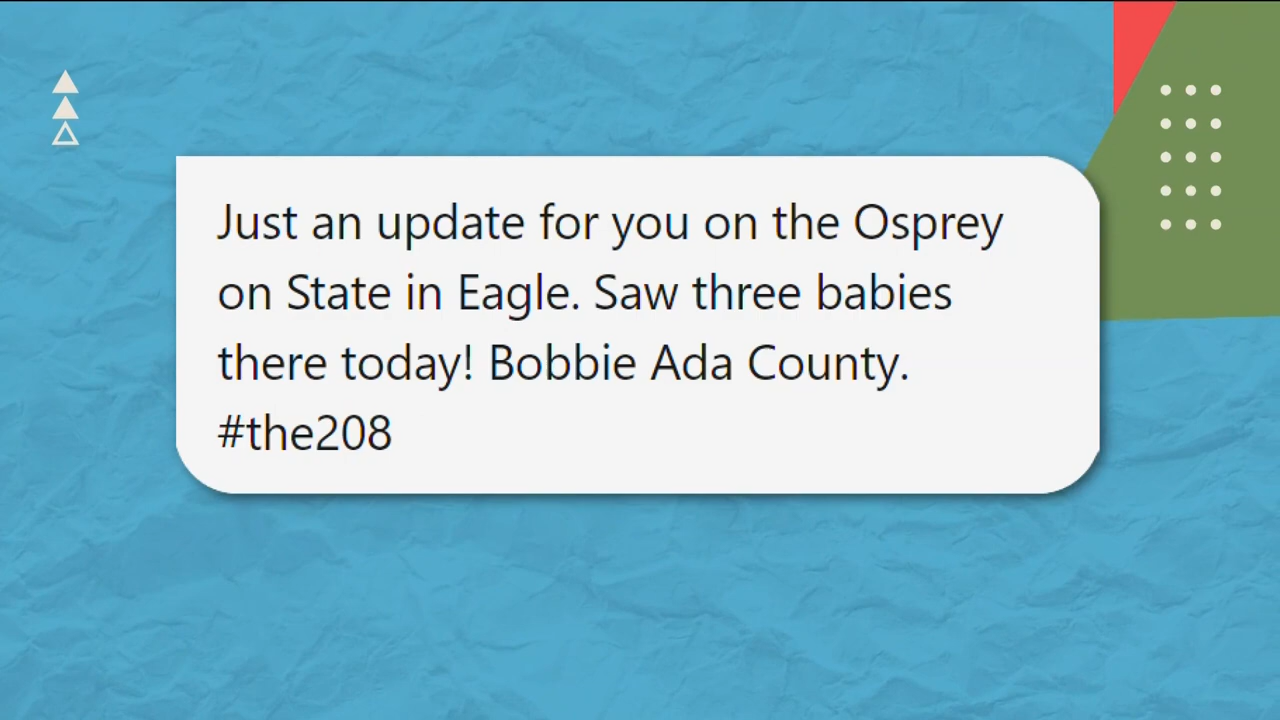 Just an update for you on the Osprey
on State in Eagle. Saw three babies
there today! Bobbie Ada County.
#the208